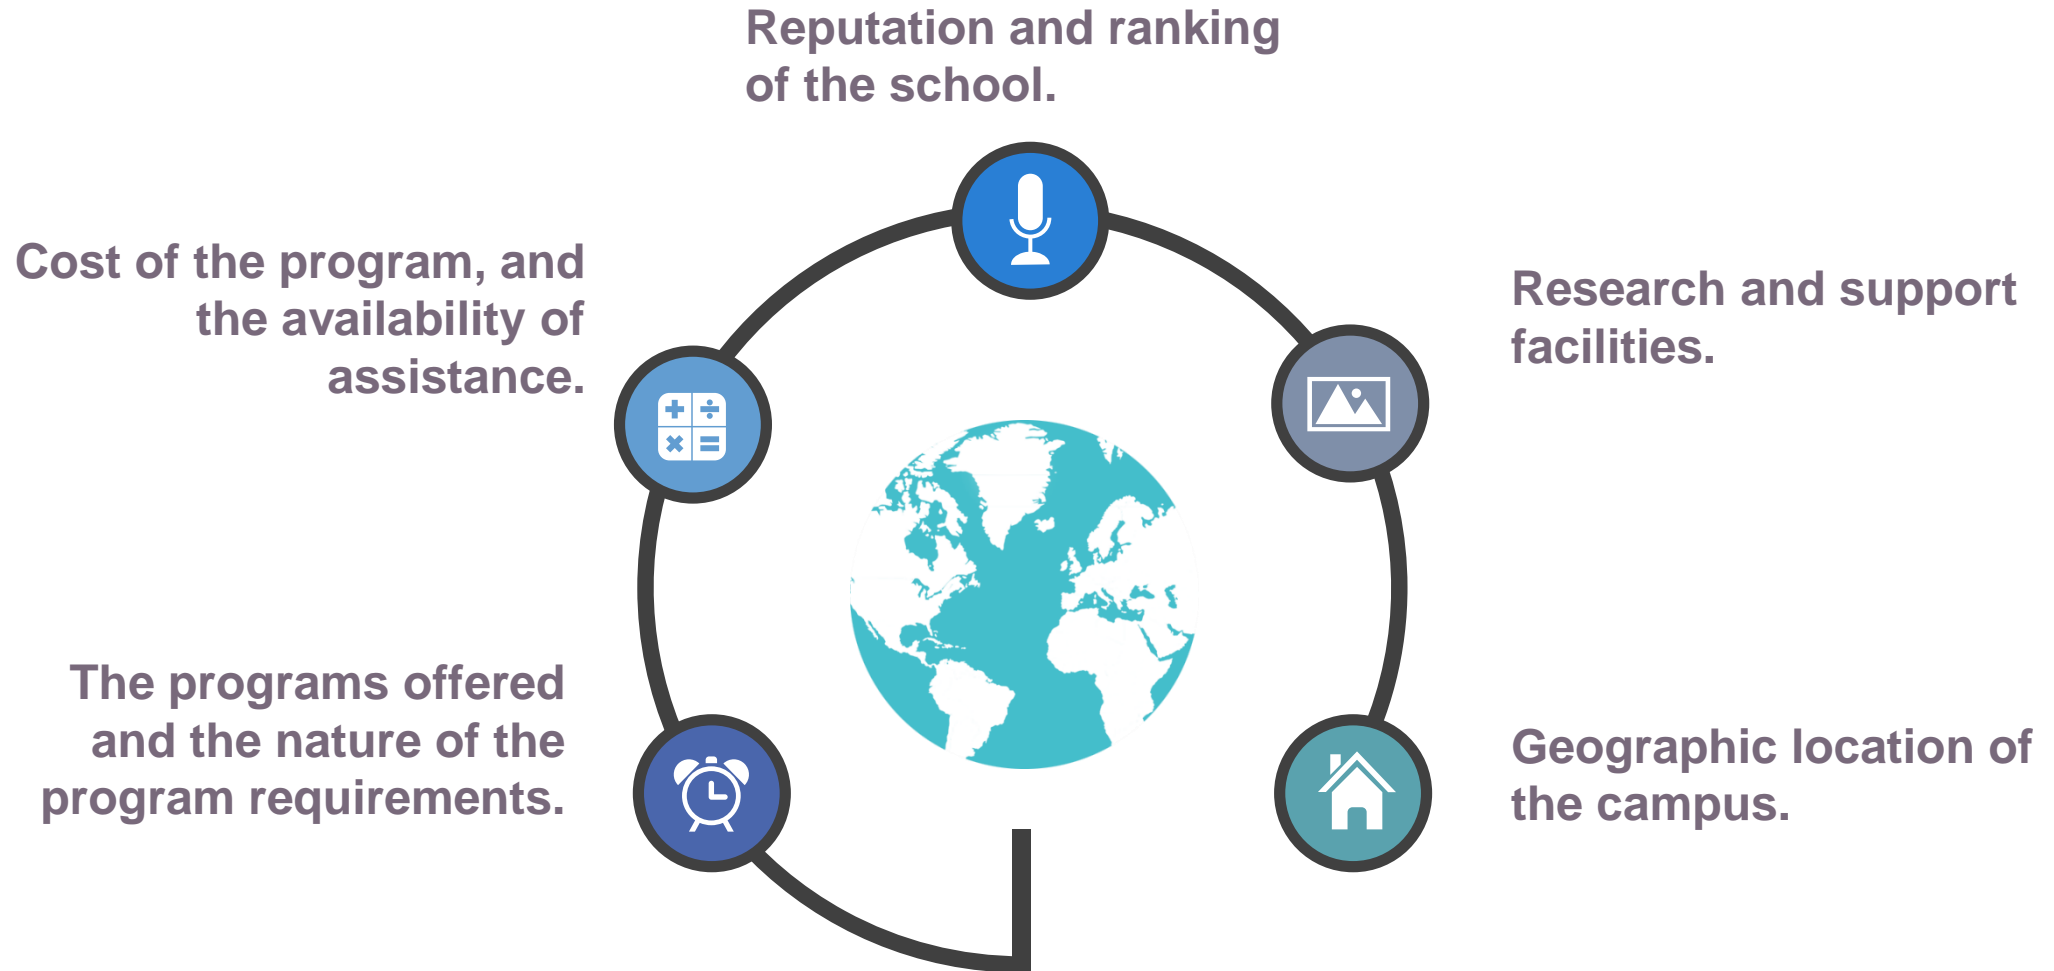 Reputation and ranking
of the school.
Cost of the program, and
the availability of
assistance.
Research and support
facilities.
The programs offered
and the nature of the
program requirements.
Geographic location of
the campus.